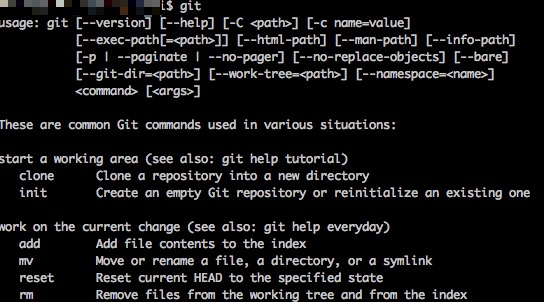 i$ git
usage: git [--version] [--help] [-C <path>] [-c name=value]
[--exec-path[=<path>]] [--html-path] [--man-path] [--info-path]
[-p | --paginate | --no-pager] [--no-replace-objects] [--bare]
[--git-dir=<path>] [--work-tree=<path>] [--namespace=<name>]
<command> [<args>]
These are common Git commands used in various situations:
start a working area (see also: git help tutorial)
clone Clone a repository into a new directory
init Create an empty Git repository or reinitialize an existing one
work on the current change (see also: git help everyday)
add Add file contents to the index
mv Move or rename a file, a directory, or a symlink
reset Reset current HEAD to the specified state
rm Remove files from the working tree and from the index